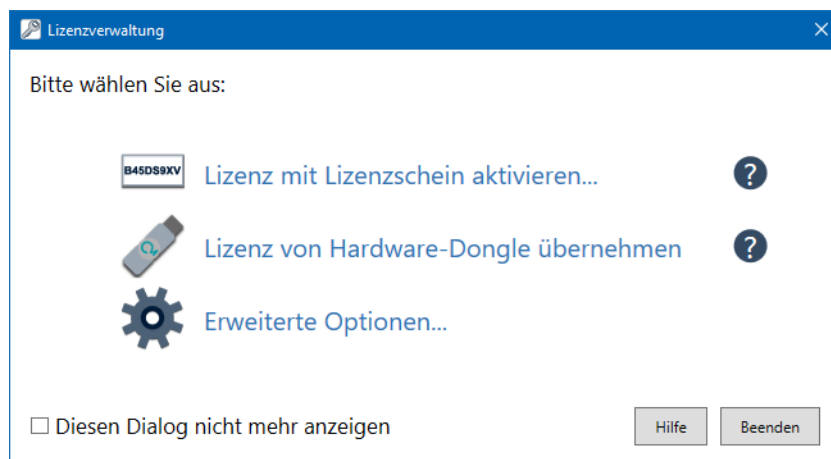 Lizenzverwaltung
Bitte wählen Sie aus:
B45DS9XV
Lizenz mit Lizenzschein aktivieren...
?
Lizenz von Hardware-Dongle übernehmen
?
Erweiterte Optionen...
Diesen Dialog nicht mehr anzeigen
Hilfe
Beenden